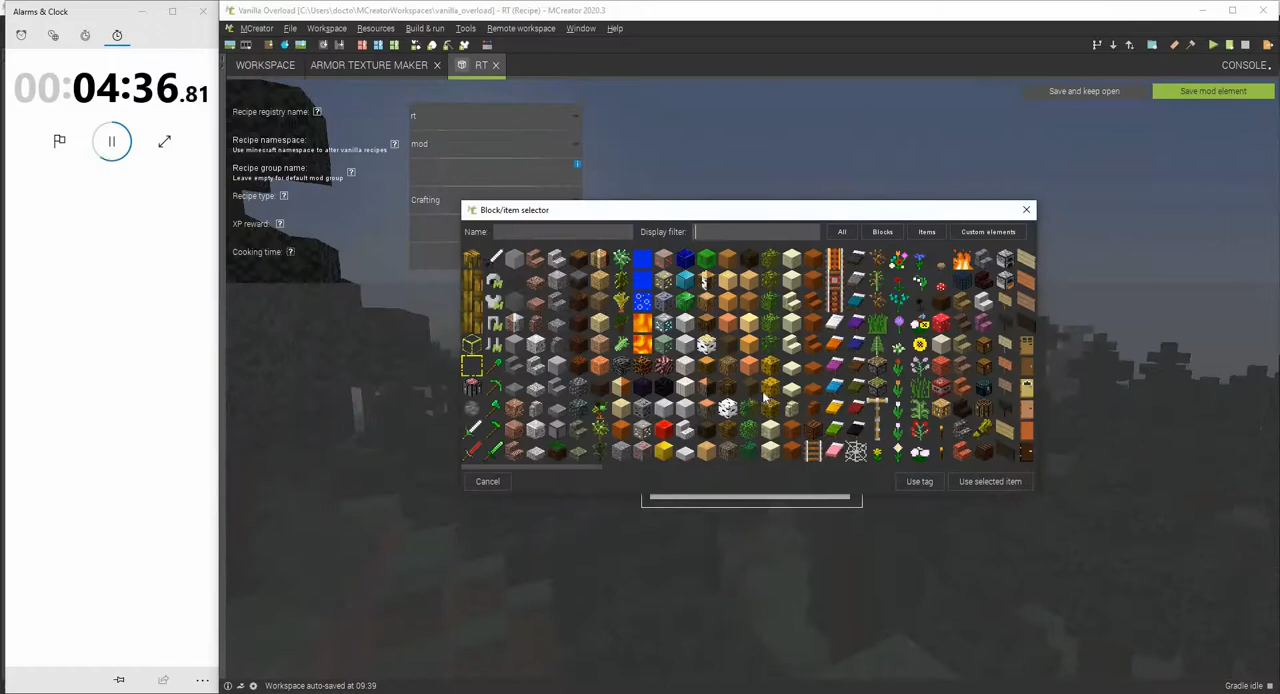 Alarms & Clock
00:04:36.81
Vanilla Overload [C:\Users\docto\MCreatorWorkspaces\vanilla_overload] - RT (Recipe) - MCreator 2020.3
MCreator File Workspace Resources Build & run Tools Remote workspace Window Help
WORKSPACE ARMOR TEXTURE MAKER RT CONSOLE
Save and keep open Save mod element
Recipe registry name: ? rt
Recipe namespace: ? mod
Use minecraft namespace to alter vanilla recipes
Recipe group name: ?
Leave empty for default mod group
Recipe type: ? Crafting
XP reward: ?
Cooking time: ?
Block/item selector
Name: Display filter: All Blocks Items Custom elements
Cancel Use tag Use selected item
Workspace auto-saved at 09:39 Gradle idle